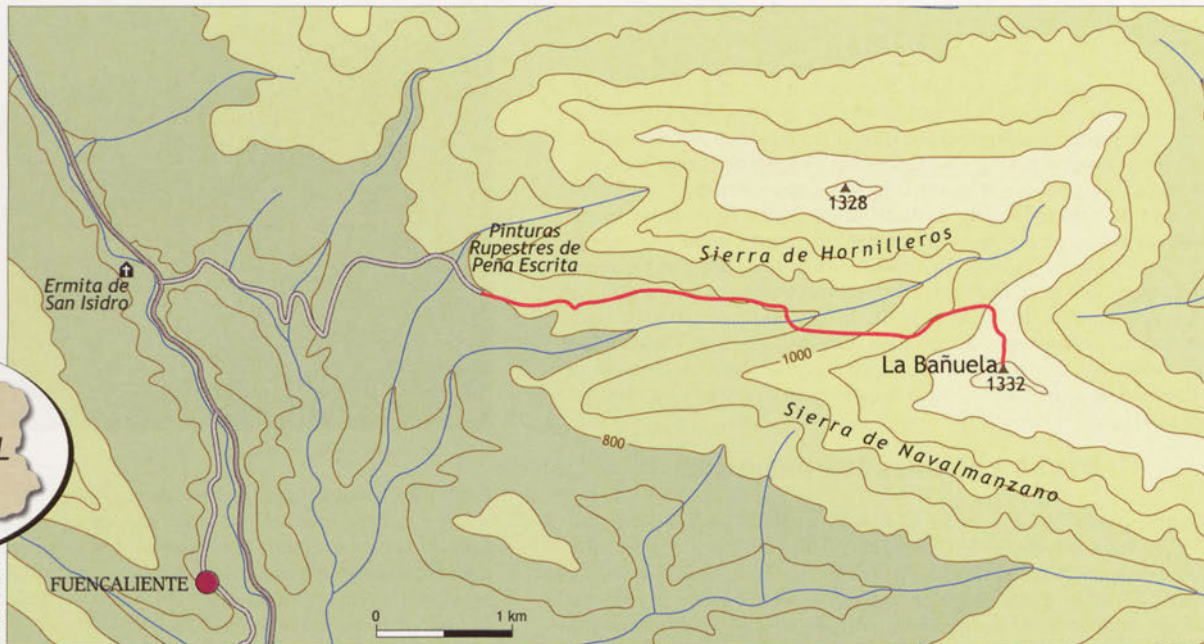 1328
Pinturas
Rupestres de
Peña Escrita
Sierra de Hornilleros
Ermita de
San Isidro
1000
La Bañuela
1332
Sierra de Navalmanzano
800
L
FUENCALIENTE
0
1 km